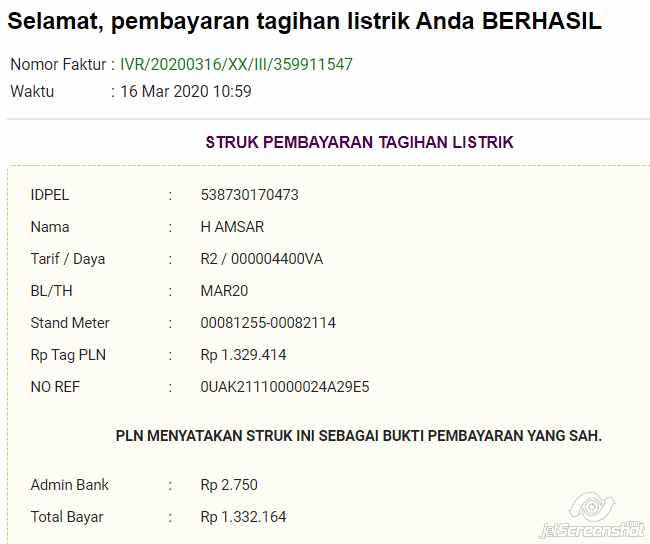 Selamat, pembayaran tagihan listrik Anda BERHASIL
Nomor Faktur : IVR/20200316/XX/III/359911547
Waktu : 16 Mar 2020 10:59
STRUK PEMBAYARAN TAGIHAN LISTRIK
IDPEL : 538730170473
Nama : H AMSAR
Tarif / Daya : R2 / 000004400VA
BL/TH : MAR20
Stand Meter : 00081255-00082114
Rp Tag PLN : Rp 1.329.414
NO REF : 0UAK21110000024A29E5
PLN MENYATAKAN STRUK INI SEBAGAI BUKTI PEMBAYARAN YANG SAH.
Admin Bank : Rp 2.750
Total Bayar : Rp 1.332.164
jetScreenshot.com